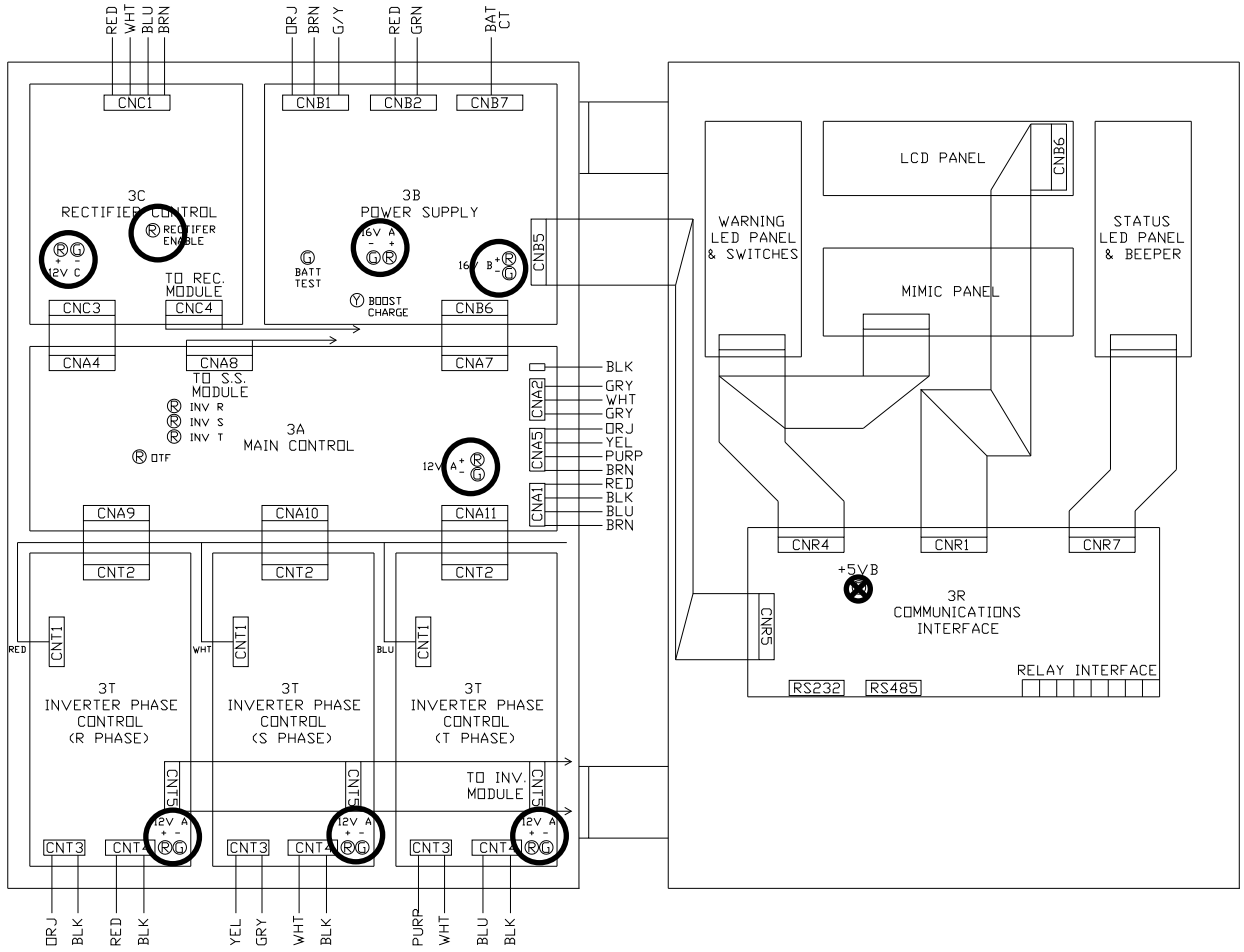 RED
WHT
BLU
BRN
ORJ
BRN
G/Y
RED
GRN
BAT
CT
CNC1
CNB1
CNB2
CNB7
3C
RECTIFIER CONTROL
R RECTIFER
ENABLE
R G
+ -
12V C
TO REC.
MODULE
CNC3
CNC4
3B
POWER SUPPLY
16V A
- +
G R
G
BATT
TEST
Y BOOST
CHARGE
16V B + R
- G
CNB5
CNB6
CNA4
CNA8
CNA7
TO S.S.
MODULE
R INV R
R INV S
R INV T
R OTF
3A
MAIN CONTROL
12V A + R
- G
BLK
CNA2
GRY
WHT
GRY
CNA5
ORJ
YEL
PURP
BRN
CNA1
RED
BLK
BLU
BRN
CNA9
CNA10
CNA11
CNT2
CNT2
CNT2
RED
CNT1
WHT
CNT1
BLU
CNT1
3T
INVERTER PHASE
CONTROL
(R PHASE)
3T
INVERTER PHASE
CONTROL
(S PHASE)
3T
INVERTER PHASE
CONTROL
(T PHASE)
CNT5
CNT5
CNT5
TO INV.
MODULE
12V A
+ -
R G
12V A
+ -
R G
12V A
+ -
R G
CNT3
CNT4
CNT3
CNT4
CNT3
CNT4
ORJ
BLK
RED
BLK
YEL
GRY
WHT
BLK
PURP
WHT
BLU
BLK
WARNING
LED PANEL
& SWITCHES
LCD PANEL
CNB6
MIMIC PANEL
STATUS
LED PANEL
& BEEPER
CNR4
CNR1
CNR7
+5VB
3R
COMMUNICATIONS
INTERFACE
CNR5
RELAY INTERFACE
RS232
RS485